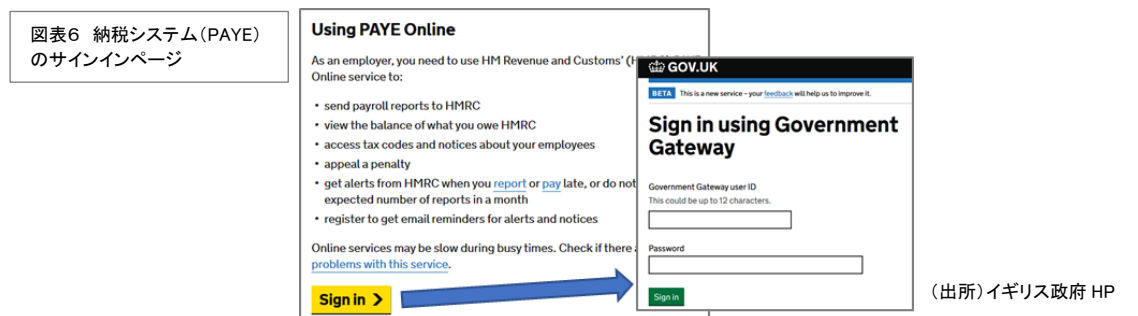 図表6 納税システム(PAYE)
のサインインページ
Using PAYE Online
As an employer, you need to use HM Revenue and Customs'
Online service to:
• send payroll reports to HMRC
• view the balance of what you owe HMRC
• access tax codes and notices about your employees
• appeal a penalty
• get alerts from HMRC when you report or pay late, or do not
expected number of reports in a month
• register to get email reminders for alerts and notices
Online services may be slow during busy times. Check if there
problems with this service.
Sign in >
GOV.UK
BETA This is a new service – your feedback will help us to improve it.
Sign in using Government
Gateway
Government Gateway user ID
This could be up to 12 characters.
Password
Sign in
(出所)イギリス政府 HP